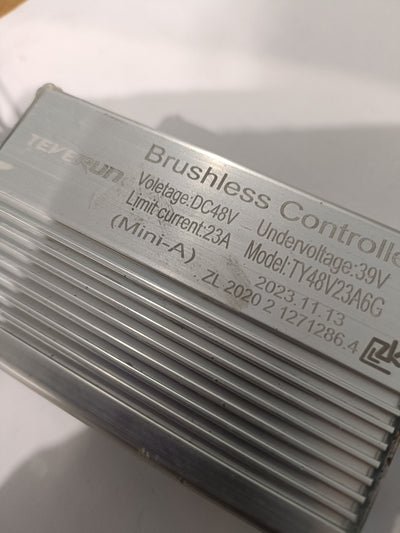 TEVERUN
Brushless Controlle
Voletage:DC48V Undervoltage:39V
Limit current:23A Model:TY48V23A6G
(Mini-A) 2023.11.13
ZL 2020 2 1271286.4